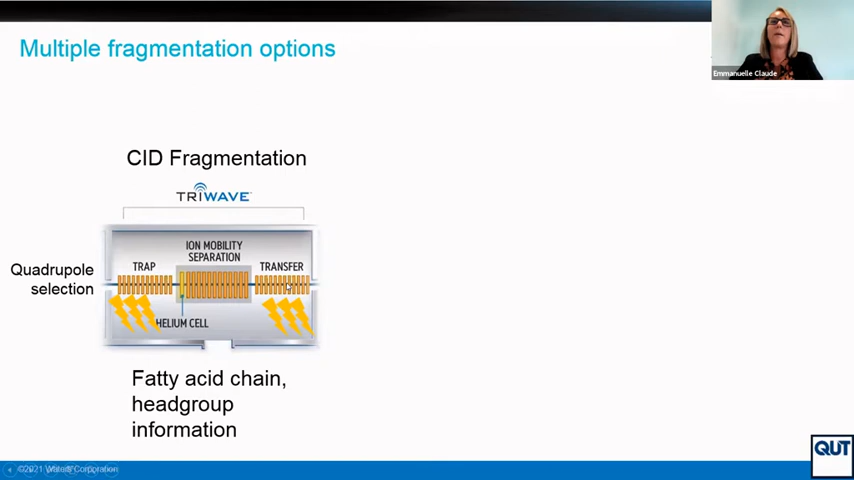 Multiple fragmentation options
Emmanuelle Claude
CID Fragmentation
TRIWAVE
ION MOBILITY
SEPARATION
TRAP
TRANSFER
Quadrupole
selection
HELIUM CELL
Fatty acid chain,
headgroup
information
QUT
©2021 Waters Corporation